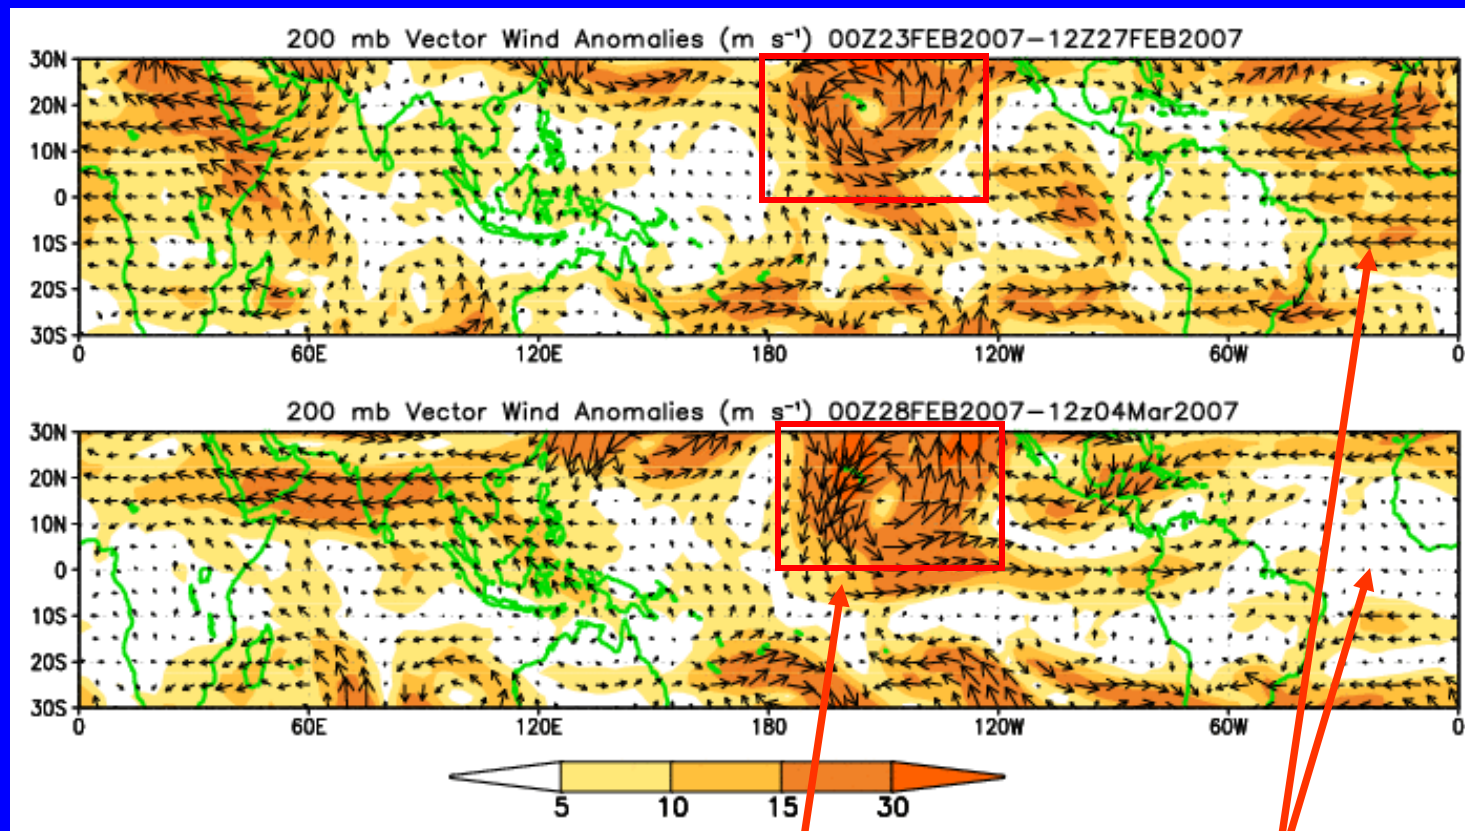 200 mb Vector Wind Anomalies (m s⁻¹) 00Z23FEB2007-12Z27FEB2007
30N
20N
10N
0
10S
20S
30S
0 60E 120E 180 120W 60W 0
200 mb Vector Wind Anomalies (m s⁻¹) 00Z28FEB2007-12z04Mar2007
30N
20N
10N
0
10S
20S
30S
0 60E 120E 180 120W 60W 0
5 10 15 30